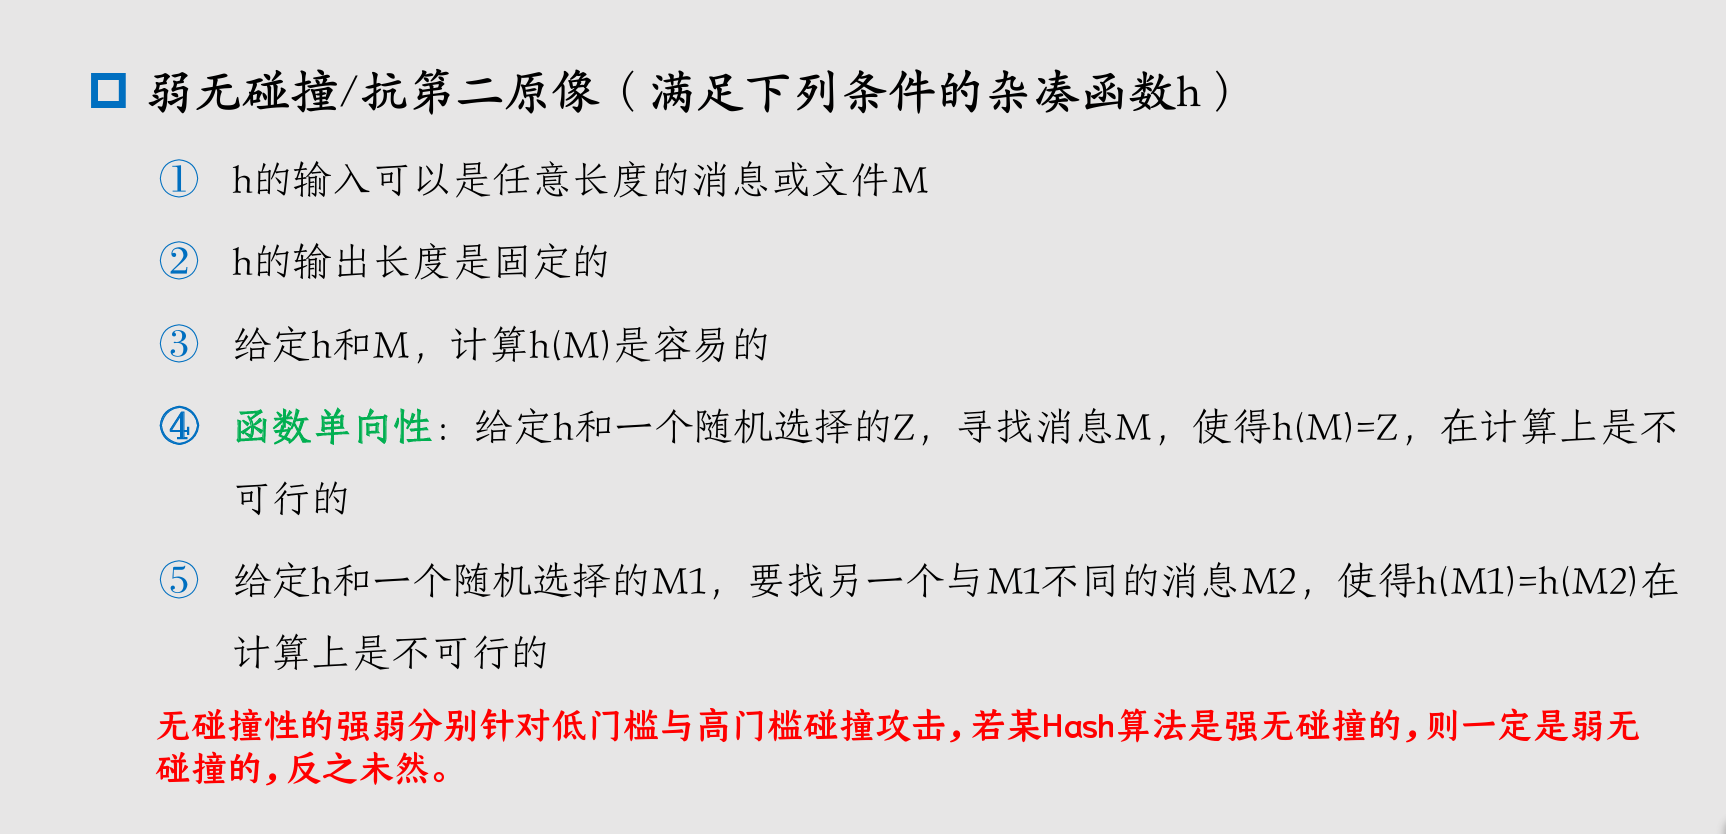 弱无碰撞/抗第二原像（满足下列条件的杂凑函数h）
① h的输入可以是任意长度的消息或文件M
② h的输出长度是固定的
③ 给定h和M，计算h(M)是容易的
④ 函数单向性：给定h和一个随机选择的Z，寻找消息M，使得h(M)=Z，在计算上是不
可行的
⑤ 给定h和一个随机选择的M1，要找另一个与M1不同的消息M2，使得h(M1)=h(M2)在
计算上是不可行的
无碰撞性的强弱分别针对低门槛与高门槛碰撞攻击,若某Hash算法是强无碰撞的,则一定是弱无
碰撞的,反之未然。